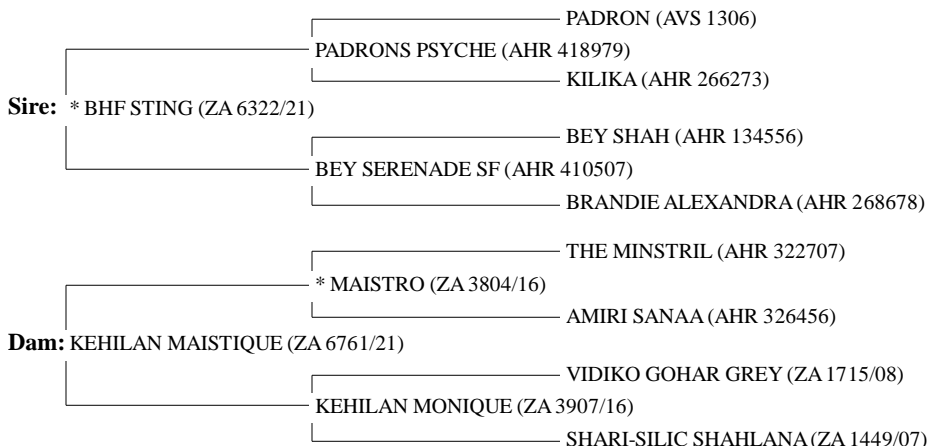 PADRON (AVS 1306)
PADRONS PSYCHE (AHR 418979)
KILIKA (AHR 266273)
Sire: * BHF STING (ZA 6322/21)
BEY SHAH (AHR 134556)
BEY SERENADE SF (AHR 410507)
BRANDIE ALEXANDRA (AHR 268678)
THE MINSTRIL (AHR 322707)
* MAISTRO (ZA 3804/16)
AMIRI SANAA (AHR 326456)
Dam: KEHILAN MAISTIQUE (ZA 6761/21)
VIDIKO GOHAR GREY (ZA 1715/08)
KEHILAN MONIQUE (ZA 3907/16)
SHARI-SILIC SHAHLANA (ZA 1449/07)